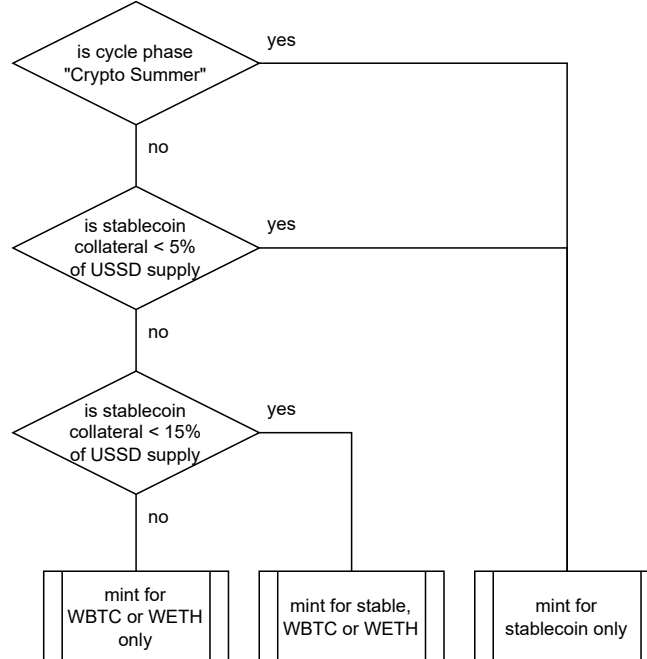 is cycle phase
"Crypto Summer"
yes
no
is stablecoin
collateral < 5%
of USSD supply
yes
no
is stablecoin
collateral < 15%
of USSD supply
yes
no
mint for
WBTC or WETH
only
mint for stable,
WBTC or WETH
mint for
stablecoin only